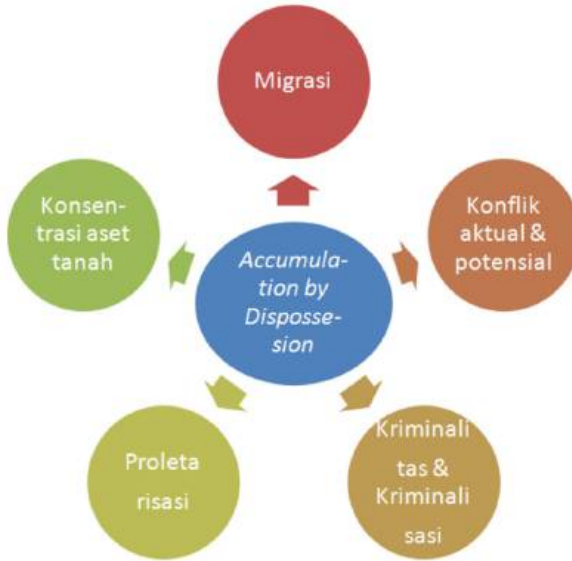 Migrasi
Konsen-
trasi aset
tanah
Konflik
aktual &
potensial
Accumula-
tion by
Disposse-
sion
Proleta
risasi
Kriminali
tas &
Kriminali
sasi